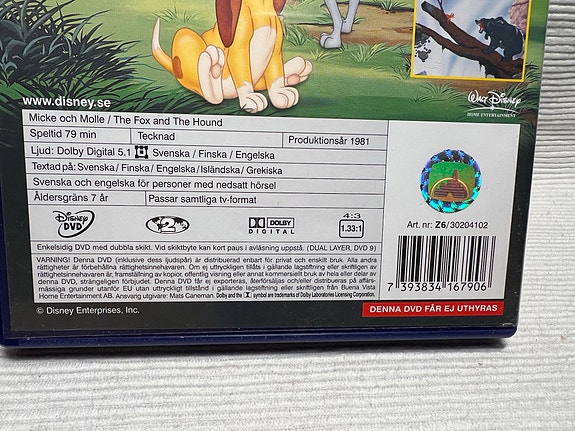 www.disney.se
WALT DISNEY
HOME ENTERTAINMENT
Micke och Molle / The Fox and The Hound
Speltid 79 min Tecknad Produktionsår 1981
Ljud: Dolby Digital 5.1 Svenska / Finska / Engelska
Textad på: Svenska / Finska / Engelska / Isländska / Grekiska
Svenska och engelska för personer med nedsatt hörsel
Åldersgräns 7 år Passar samtliga tv-format
Disney DVD
2
DOLBY DIGITAL
4:3
1.33:1
Art. nr: Z6/30204102
Enkelsidig DVD med dubbla skikt. Vid skiktbyte kan kort paus i avläsning uppstå. (DUAL LAYER, DVD 9)
VARNING! Denna DVD (inklusive dess ljudspår) är distribuerad enbart för privat och enskilt bruk. Alla andra
rättigheter är förbehållna rättighetsinnehavaren. Om ej uttryckligen tillåts i gällande lagstiftning eller skriftligen av
rättighetsinnehavaren är, framställning av kopior, offentlig visning eller annat kommersiellt bruk av hela eller delar av
denna DVD, strängeligen förbjudet. Denna DVD får ej exporteras, återförsäljas och/eller distribueras på affärs-
mässiga grunder utanför EU utan uttryckligt tillstånd i gällande lagstiftning eller skriftligen från Buena Vista
Home Entertainment AB. Ansvarig utgivare: Mats Caneman. Dolby and the symbol are trademarks of Dolby Laboratories Licensing Corporation.
7 393834 167906
© Disney Enterprises, Inc.
DENNA DVD FÅR EJ UTHYRAS